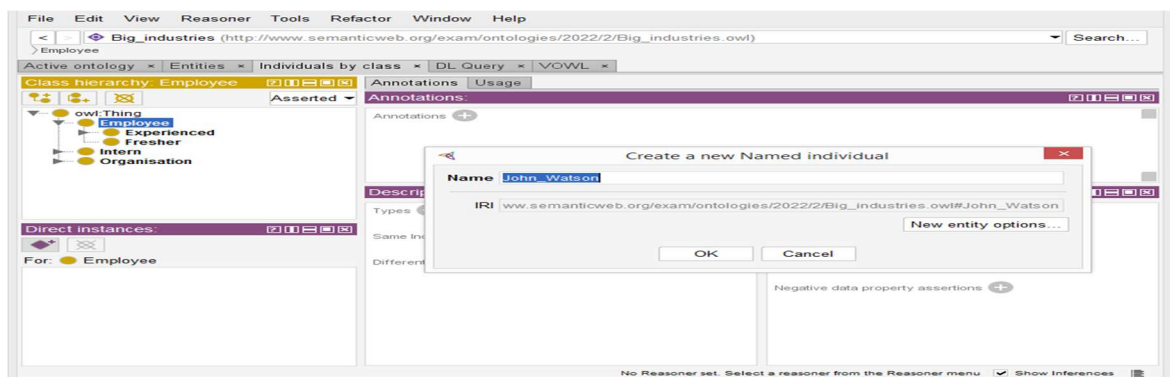 File Edit View Reasoner Tools Refactor Window Help
< > Big_industries (http://www.semanticweb.org/exam/ontologies/2022/2/Big_industries.owl) Search...
Employee
Active ontology × Entities × Individuals by class × DL Query × VOWL ×
Class hierarchy: Employee
Asserted
owl:Thing
Employee
Experienced
Fresher
Intern
Organisation
Direct instances:
For: Employee
Annotations Usage
Annotations:
Annotations +
Create a new Named individual
Name John_Watson
IRI ww.semanticweb.org/exam/ontologies/2022/2/Big_industries.owl#John_Watson
New entity options...
OK Cancel
Descrip
Types
Same Ind
Different
Negative data property assertions +
No Reasoner set. Select a reasoner from the Reasoner menu Show Inferences